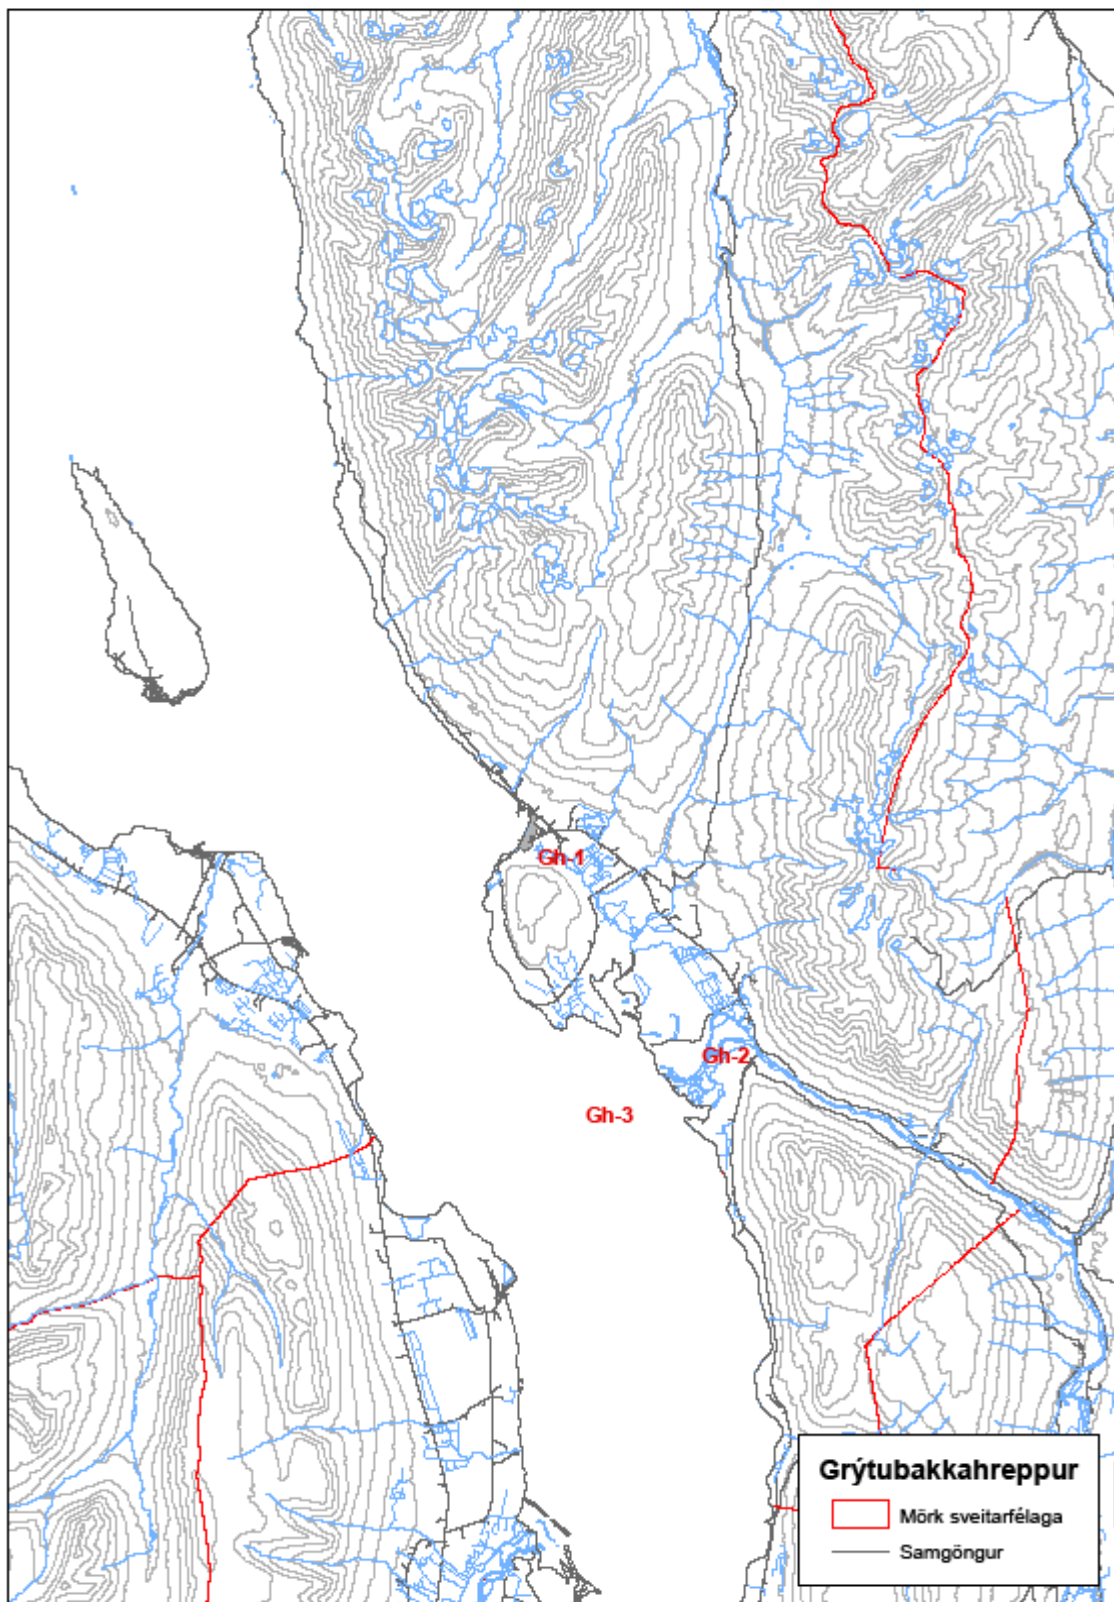 Gh-1
Gh-2
Gh-3
Grýtubakkahreppur
Mörk sveitarfélaga
Samgöngur